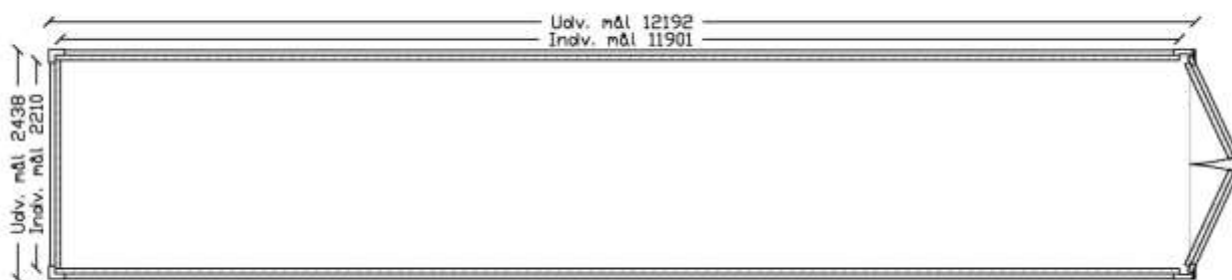 Udv. mål 12192
Indv. mål 11901
Udv. mål 2438
Indv. mål 2210